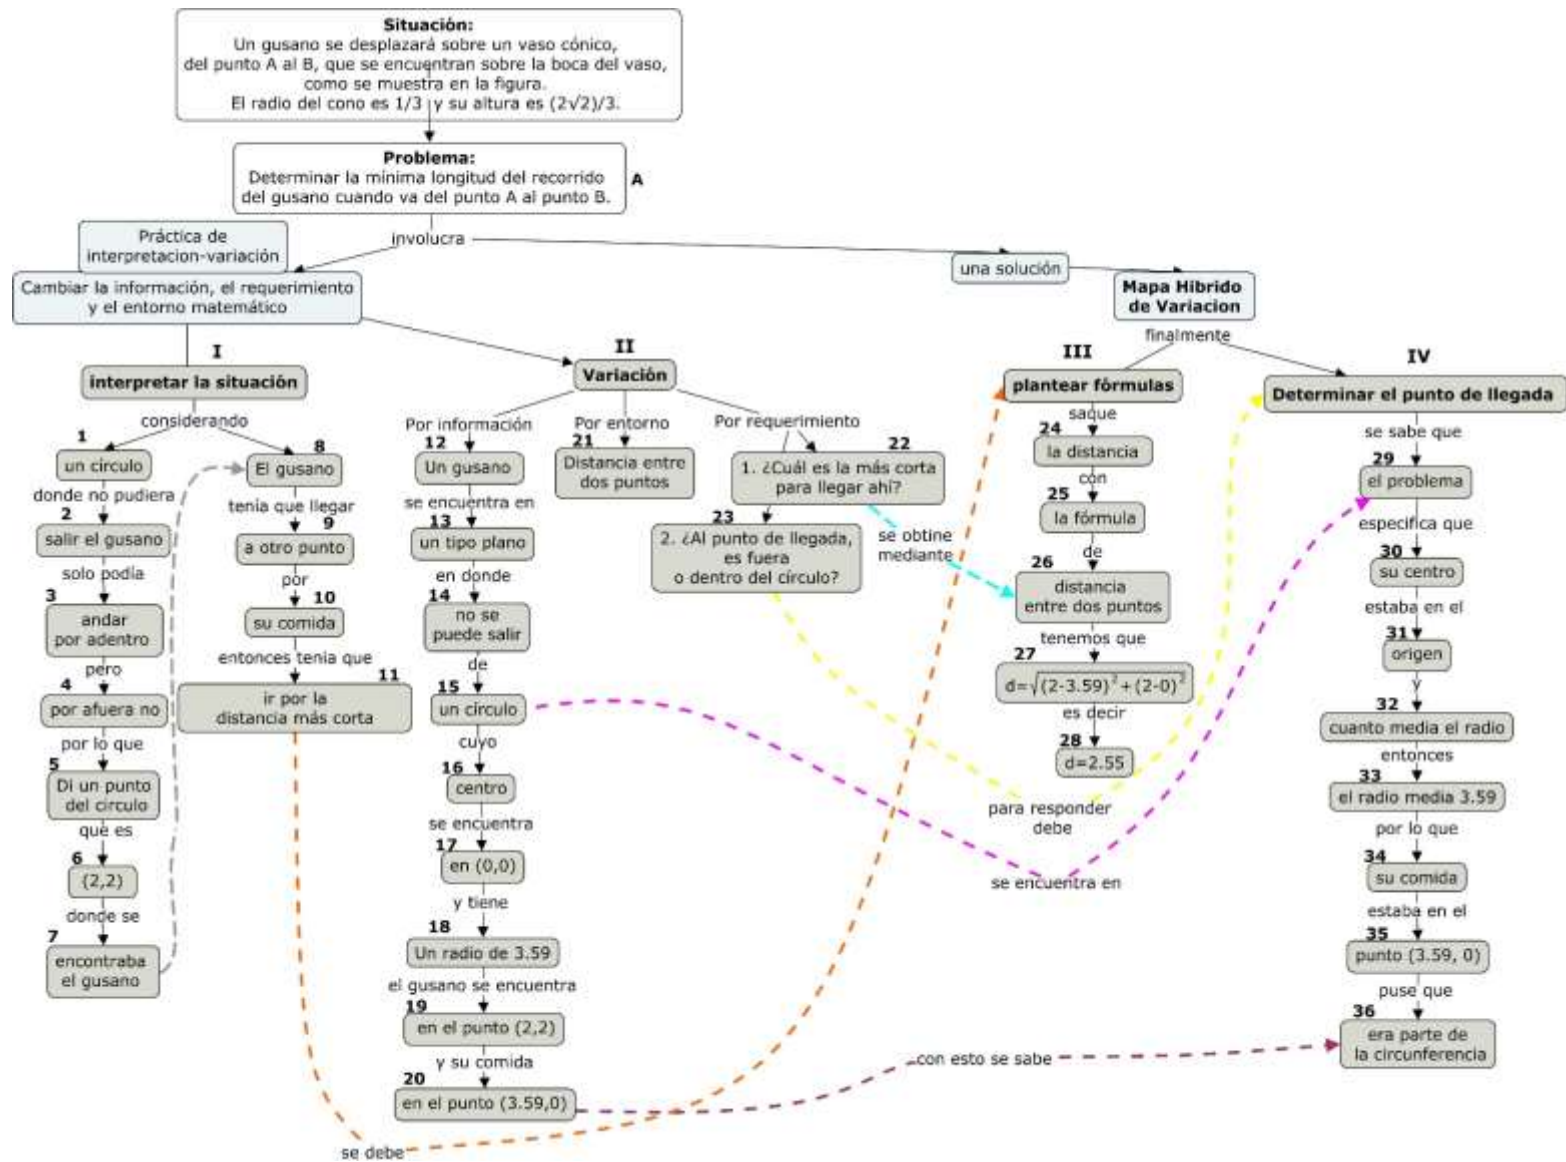 Situación:
Un gusano se desplazará sobre un vaso cónico,
del punto A al B, que se encuentran sobre la boca del vaso,
como se muestra en la figura.
El radio del cono es 1/3 y su altura es (2√2)/3.
Problema:
Determinar la mínima longitud del recorrido
del gusano cuando va del punto A al punto B.
A
involucra
Práctica de
interpretacion-variación
Cambiar la información, el requerimiento
y el entorno matemático
una solución
Mapa Hibrido
de Variacion
finalmente
I
interpretar la situación
considerando
1
un círculo
donde no pudiera
2
salir el gusano
solo podía
3
andar
por adentro
pero
4
por afuera no
por lo que
5
Di un punto
del circulo
que es
6
(2,2)
donde se
7
encontraba
el gusano
8
El gusano
tenía que llegar
9
a otro punto
por
10
su comida
entonces tenia que
11
ir por la
distancia más corta
se debe
II
Variación
Por información
12
Un gusano
se encuentra en
13
un tipo plano
en donde
14
no se
puede salir
de
15
un círculo
cuyo
16
centro
se encuentra
17
en (0,0)
y tiene
18
Un radio de 3.59
el gusano se encuentra
19
en el punto (2,2)
y su comida
20
en el punto (3.59,0)
Por entorno
21
Distancia entre
dos puntos
Por requerimiento
22
1. ¿Cuál es la más corta
para llegar ahí?
23
2. ¿Al punto de llegada,
es fuera
o dentro del círculo?
se obtine
mediante
para responder
debe
se encuentra en
con esto se sabe
III
plantear fórmulas
saque
24
la distancia
con
25
la fórmula
de
26
distancia
entre dos puntos
tenemos que
27
d=√(2-3.59)²+(2-0)²
es decir
28
d=2.55
IV
Determinar el punto de llegada
se sabe que
29
el problema
especifica que
30
su centro
estaba en el
31
origen
y
32
cuanto media el radio
entonces
33
el radio media 3.59
por lo que
34
su comida
estaba en el
35
punto (3.59, 0)
puse que
36
era parte de
la circunferencia